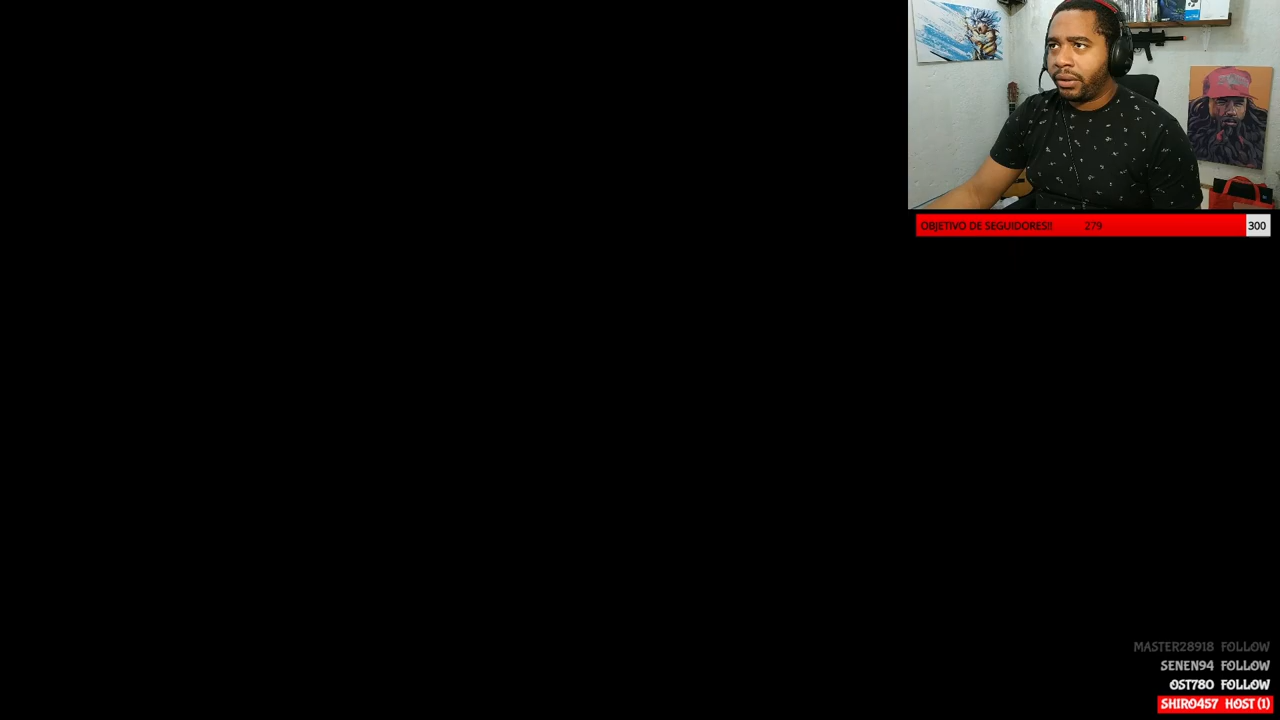 OBJETIVO DE SEGUIDORES!! 279 300
MASTER28918 FOLLOW
SENEN94 FOLLOW
OST780 FOLLOW
SHIRO457 HOST (1)